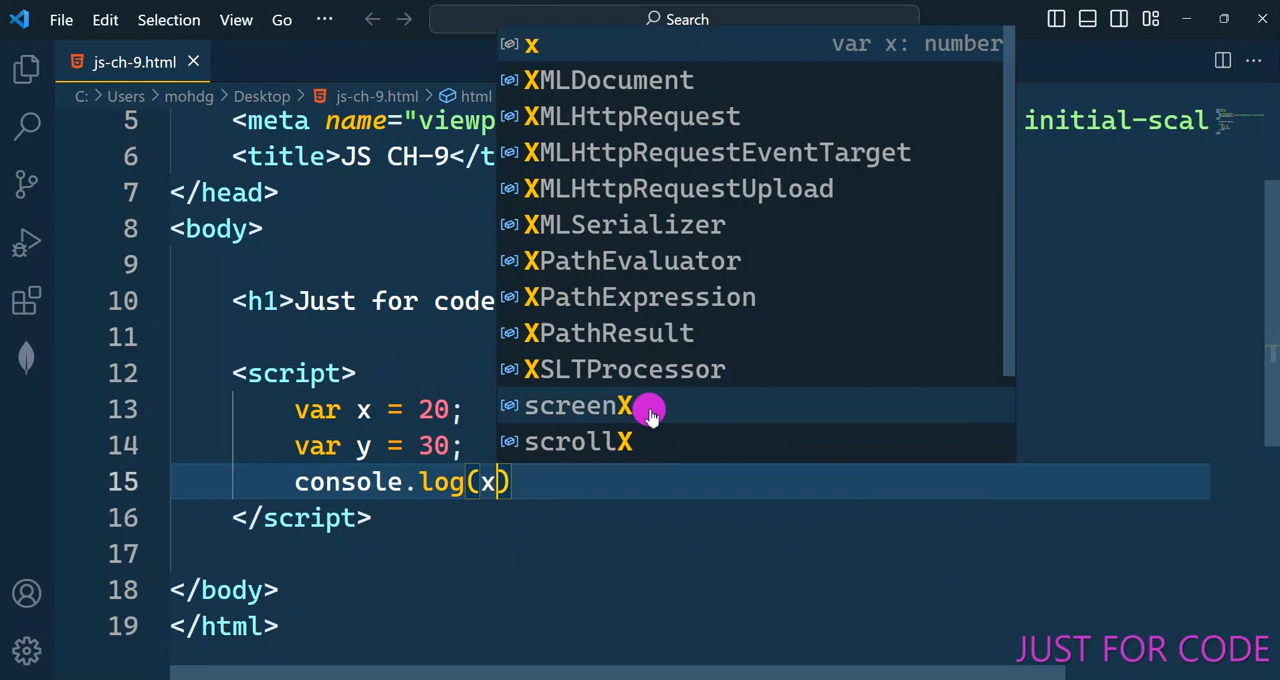 File Edit Selection View Go ··· Search
js-ch-9.html
C: > Users > mohdg > Desktop > js-ch-9.html > html
x var x: number
XMLDocument
XMLHttpRequest
XMLHttpRequestEventTarget
XMLHttpRequestUpload
XMLSerializer
XPathEvaluator
XPathExpression
XPathResult
XSLTProcessor
screenX
scrollX
5 <meta name="viewp initial-scal
6 <title>JS CH-9</t
7 </head>
8 <body>
9
10 <h1>Just for code
11
12 <script>
13 var x = 20;
14 var y = 30;
15 console.log(x)
16 </script>
17
18 </body>
19 </html>
JUST FOR CODE